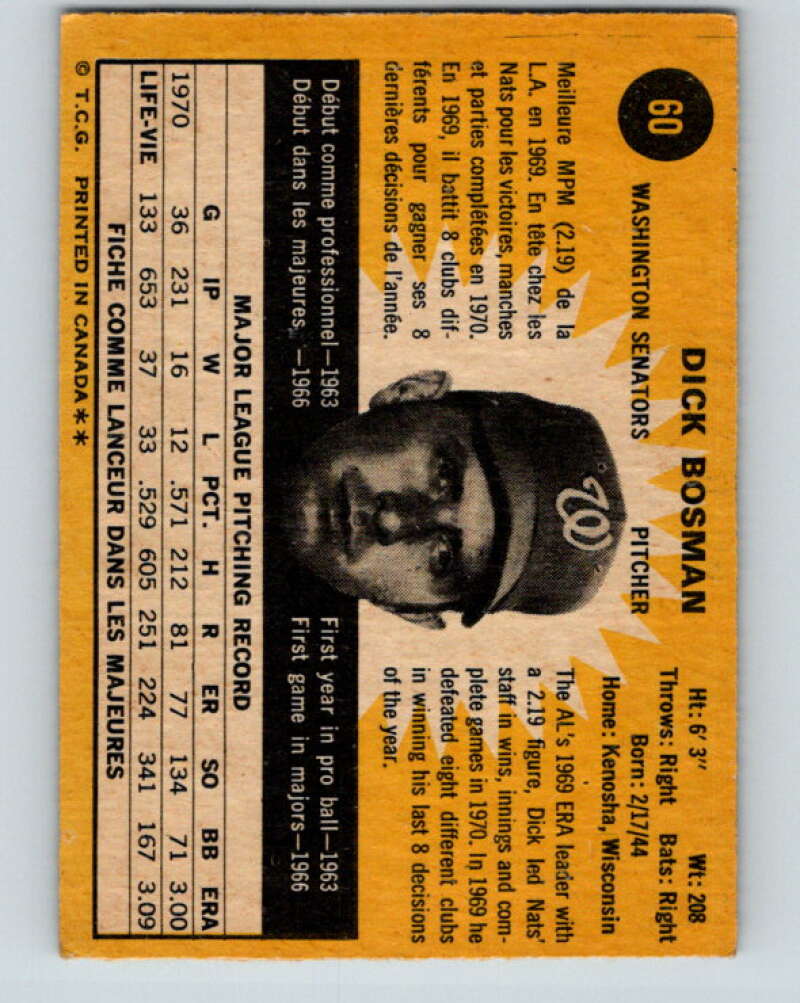 60
DICK BOSMAN
WASHINGTON SENATORS PITCHER
Ht: 6' 3" Wt: 208
Throws: Right Bats: Right
Born: 2/17/44
Home: Kenosha, Wisconsin
Meilleure MPM (2.19) de la
L.A. en 1969. En tête chez les
Nats pour les victoires, manches
et parties complétées en 1970.
En 1969, il battit 8 clubs dif-
férents pour gagner ses 8
dernières décisions de l'année.
W
The AL's 1969 ERA leader with
a 2.19 figure, Dick led Nats'
staff in wins, innings and com-
plete games in 1970. In 1969 he
defeated eight different clubs
in winning his last 8 decisions
of the year.
Début comme professionnel—1963
Début dans les majeures. —1966
First year in pro ball—1963
First game in majors—1966
MAJOR LEAGUE PITCHING RECORD
G IP W L PCT. H R ER SO BB ERA
1970 36 231 16 12 .571 212 81 77 134 71 3.00
LIFE-VIE 133 653 37 33 .529 605 251 224 341 167 3.09
FICHE COMME LANCEUR DANS LES MAJEURES
© T.C.G. PRINTED IN CANADA**